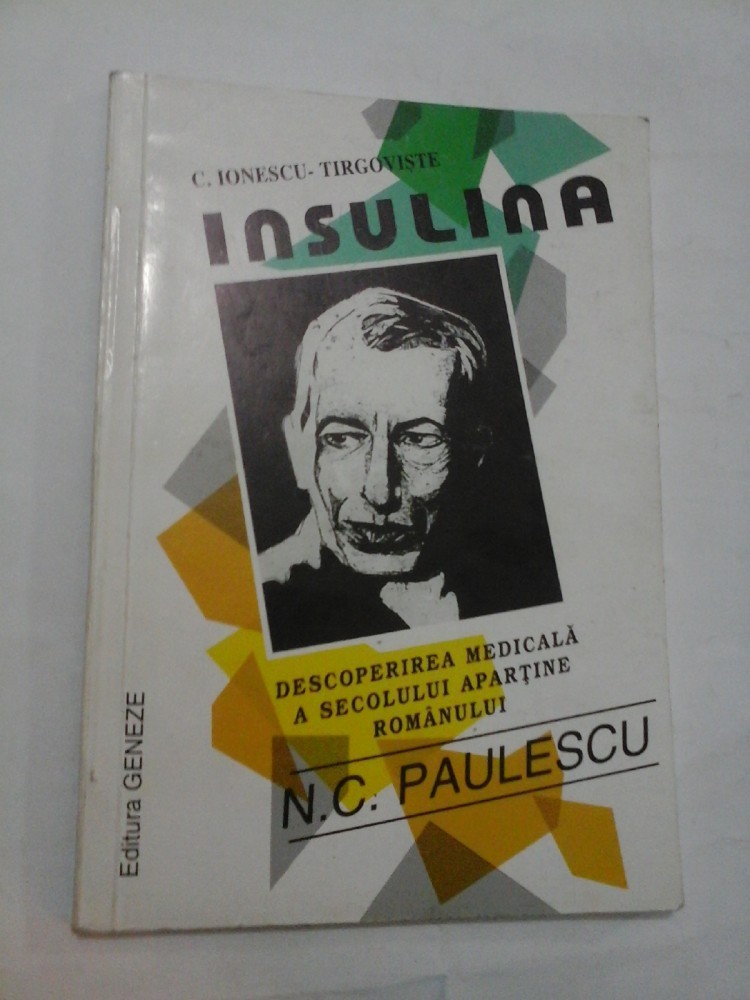 C. IONESCU- TIRGOVIŞTE
INSULINA
DESCOPERIREA MEDICALĂ
A SECOLULUI APARŢINE
ROMÂNULUI
N.C. PAULESCU
Editura GENEZE